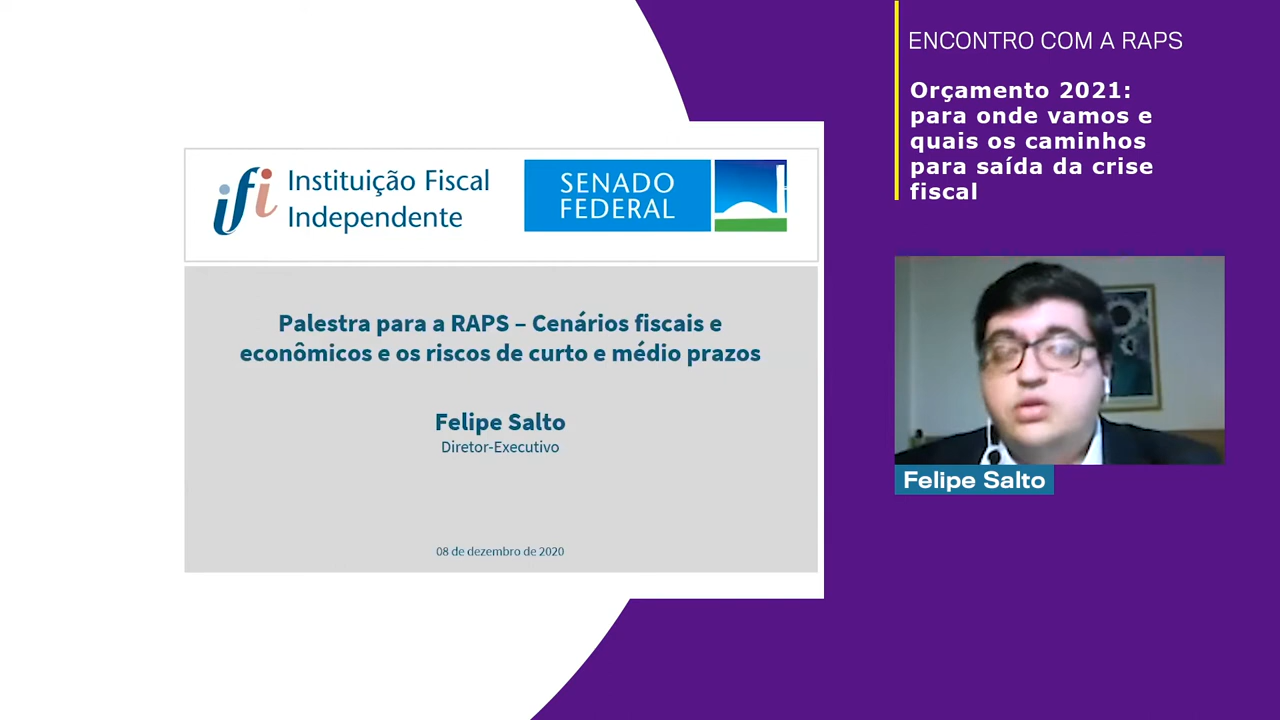 ENCONTRO COM A RAPS
Orçamento 2021:
para onde vamos e
quais os caminhos
para saída da crise
fiscal
ifi
Instituição Fiscal
Independente
SENADO
FEDERAL
Palestra para a RAPS – Cenários fiscais e
econômicos e os riscos de curto e médio prazos
Felipe Salto
Diretor-Executivo
08 de dezembro de 2020
Felipe Salto